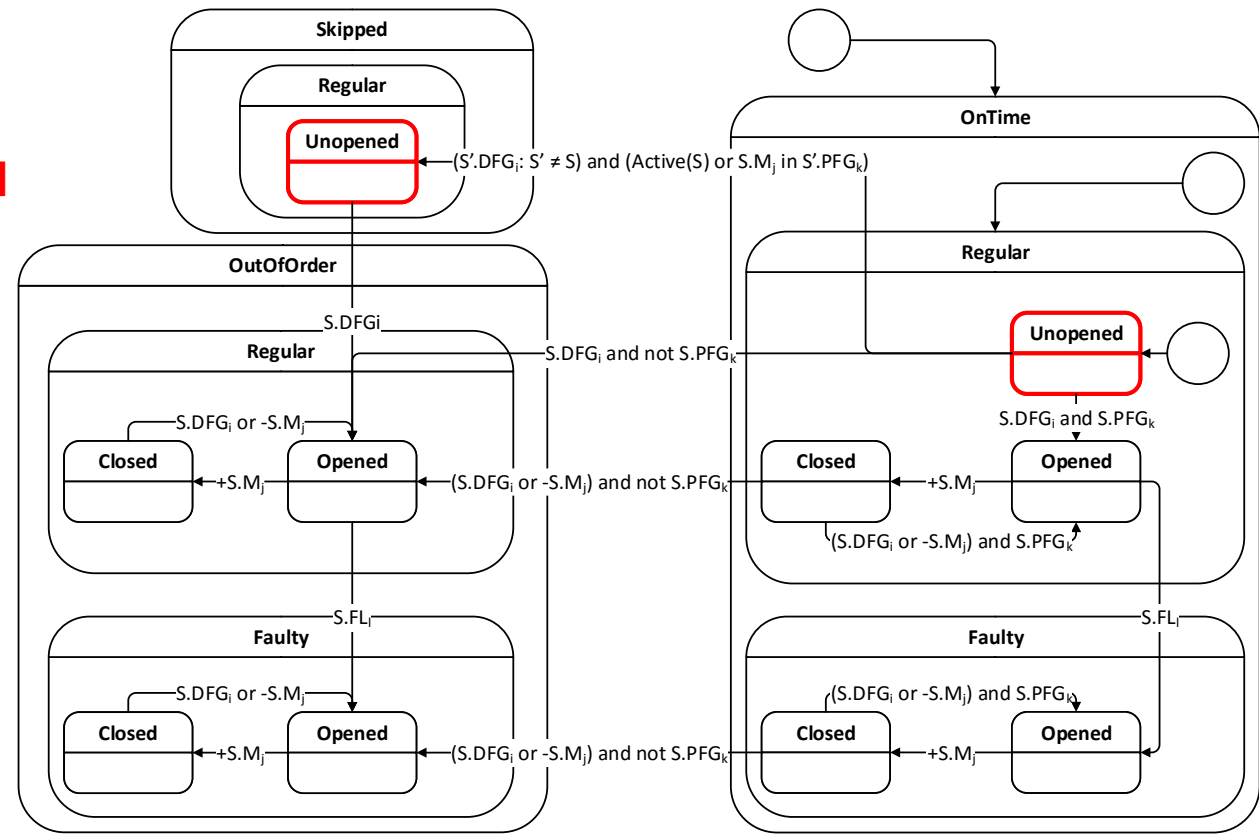 Skipped
Regular
Unopened
OnTime
(S'.DFGᵢ: S' ≠ S) and (Active(S) or S.Mⱼ in S'.PFGₖ)
Regular
OutOfOrder
S.DFGi
Unopened
Regular
S.DFGᵢ and not S.PFGₖ
S.DFGᵢ and S.PFGₖ
S.DFGᵢ or -S.Mⱼ
Closed
Opened
Closed
Opened
+S.Mⱼ
(S.DFGᵢ or -S.Mⱼ) and not S.PFGₖ
+S.Mⱼ
(S.DFGᵢ or -S.Mⱼ) and S.PFGₖ
S.FLₗ
S.FLₗ
Faulty
Faulty
S.DFGᵢ or -S.Mⱼ
(S.DFGᵢ or -S.Mⱼ) and S.PFGₖ
Closed
Opened
Closed
Opened
+S.Mⱼ
(S.DFGᵢ or -S.Mⱼ) and not S.PFGₖ
+S.Mⱼ